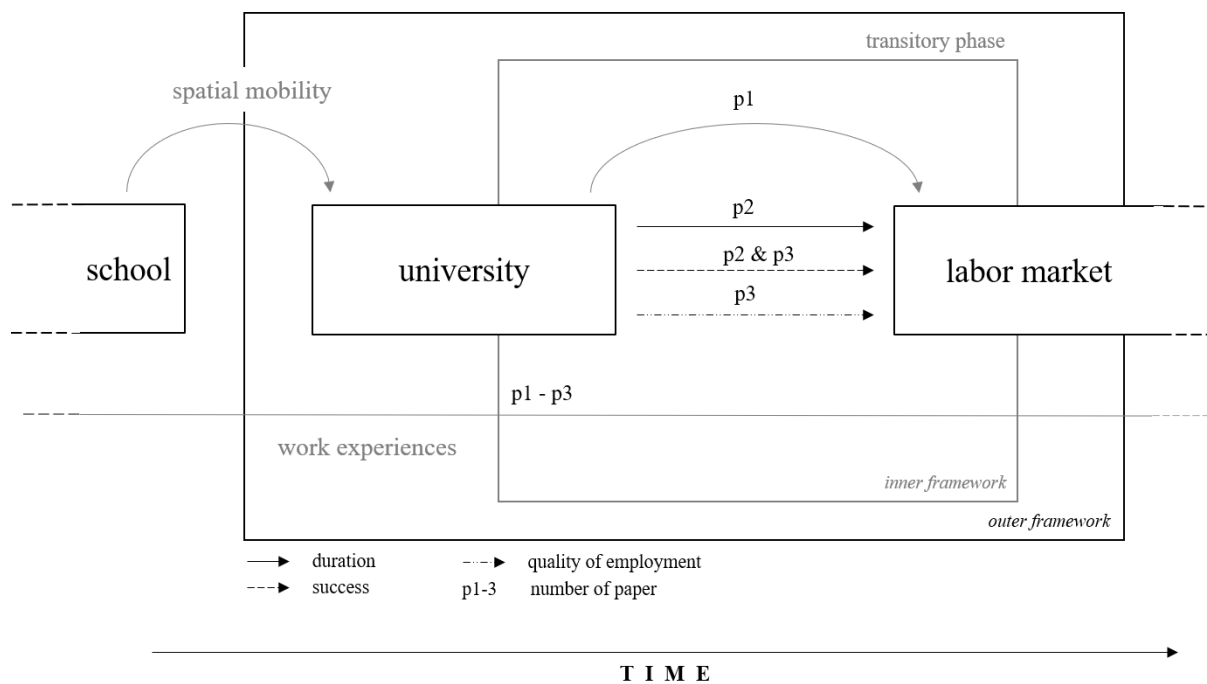 transitory phase
spatial mobility
p1
p2
school
university
p2 & p3
labor market
p3
p1 - p3
work experiences
inner framework
outer framework
duration
quality of employment
success
p1-3
number of paper
T I M E